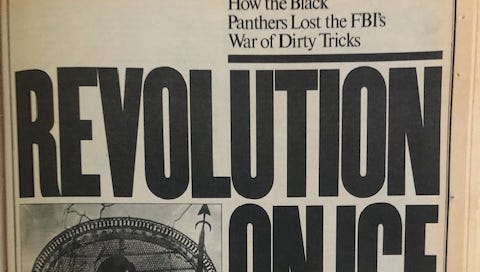 How the Black
Panthers Lost the FBI's
War of Dirty Tricks
REVOLUTION
ON ICE